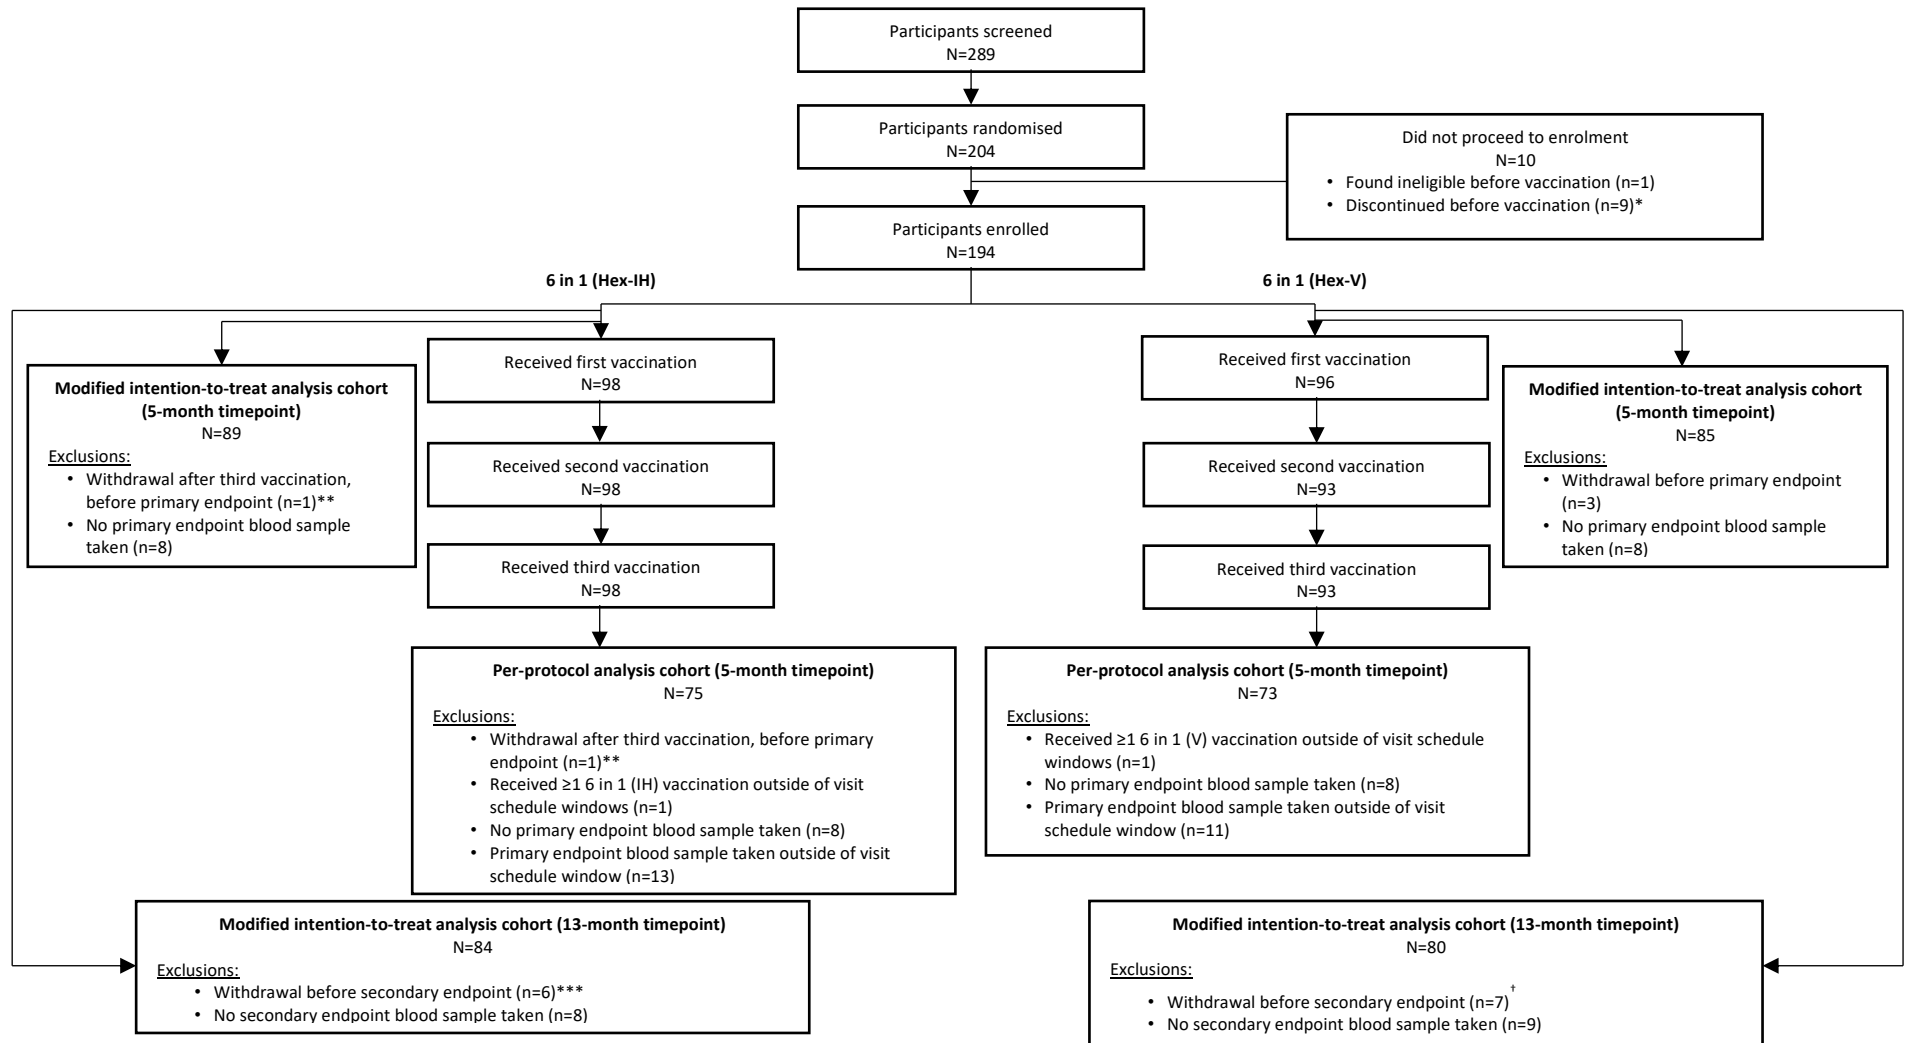 Participants screened
N=289
Participants randomised
N=204
Did not proceed to enrolment
N=10
• Found ineligible before vaccination (n=1)
• Discontinued before vaccination (n=9)*
Participants enrolled
N=194
6 in 1 (Hex-IH)
6 in 1 (Hex-V)
Modified intention-to-treat analysis cohort
(5-month timepoint)
N=89
Exclusions:
• Withdrawal after third vaccination,
before primary endpoint (n=1)**
• No primary endpoint blood sample
taken (n=8)
Received first vaccination
N=98
Received second vaccination
N=98
Received third vaccination
N=98
Received first vaccination
N=96
Received second vaccination
N=93
Received third vaccination
N=93
Modified intention-to-treat analysis cohort
(5-month timepoint)
N=85
Exclusions:
• Withdrawal before primary endpoint
(n=3)
• No primary endpoint blood sample
taken (n=8)
Per-protocol analysis cohort (5-month timepoint)
N=75
Exclusions:
• Withdrawal after third vaccination, before primary
endpoint (n=1)**
• Received ≥1 6 in 1 (IH) vaccination outside of visit
schedule windows (n=1)
• No primary endpoint blood sample taken (n=8)
• Primary endpoint blood sample taken outside of visit
schedule window (n=13)
Per-protocol analysis cohort (5-month timepoint)
N=73
Exclusions:
• Received ≥1 6 in 1 (V) vaccination outside of visit schedule
windows (n=1)
• No primary endpoint blood sample taken (n=8)
• Primary endpoint blood sample taken outside of visit
schedule window (n=11)
Modified intention-to-treat analysis cohort (13-month timepoint)
N=84
Exclusions:
• Withdrawal before secondary endpoint (n=6)***
• No secondary endpoint blood sample taken (n=8)
Modified intention-to-treat analysis cohort (13-month timepoint)
N=80
Exclusions:
• Withdrawal before secondary endpoint (n=7)†
• No secondary endpoint blood sample taken (n=9)